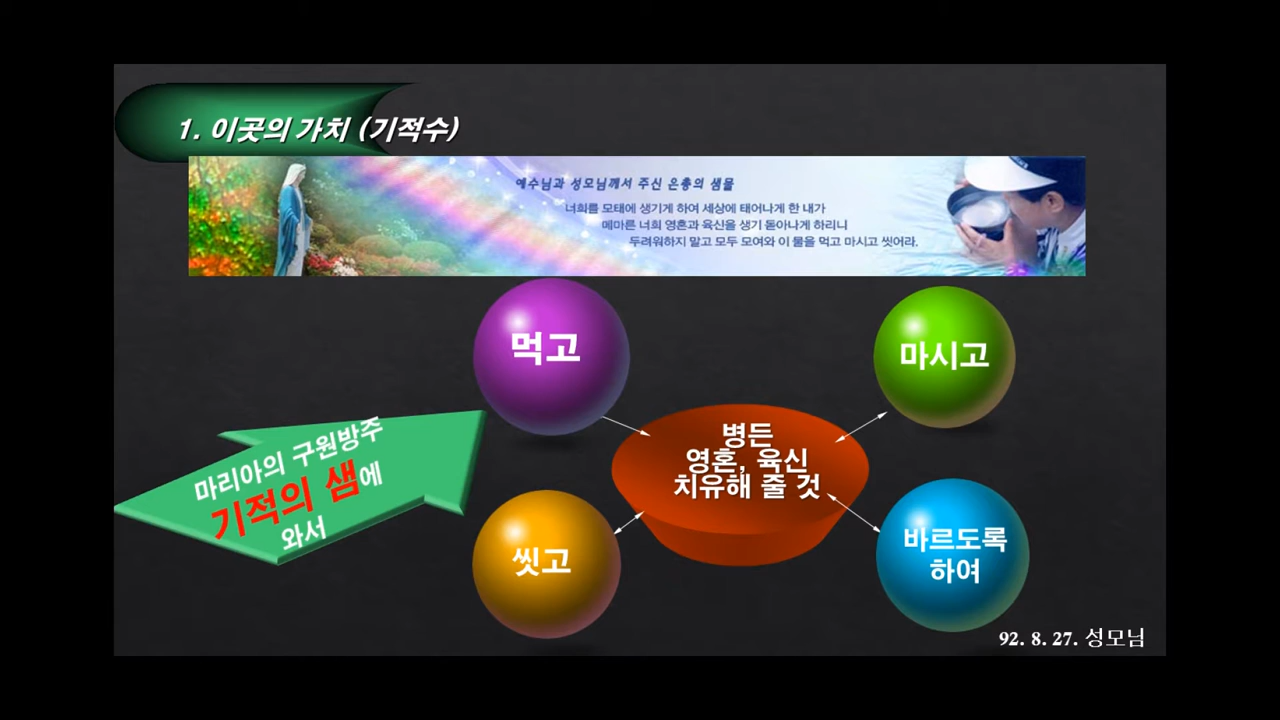 1. 이곳의 가치 (기적수)
예수님과 성모님께서 주신 은총의 샘물
너희를 모태에 생기게 하여 세상에 태어나게 한 내가
메마른 너희 영혼과 육신을 생기 돋아나게 하리니
두려워하지 말고 모두 모여와 이 물을 먹고 마시고 씻어라.
먹고
마시고
마리아의 구원방주
기적의 샘에
와서
병든
영혼, 육신
치유해 줄 것
씻고
바르도록
하여
92. 8. 27. 성모님